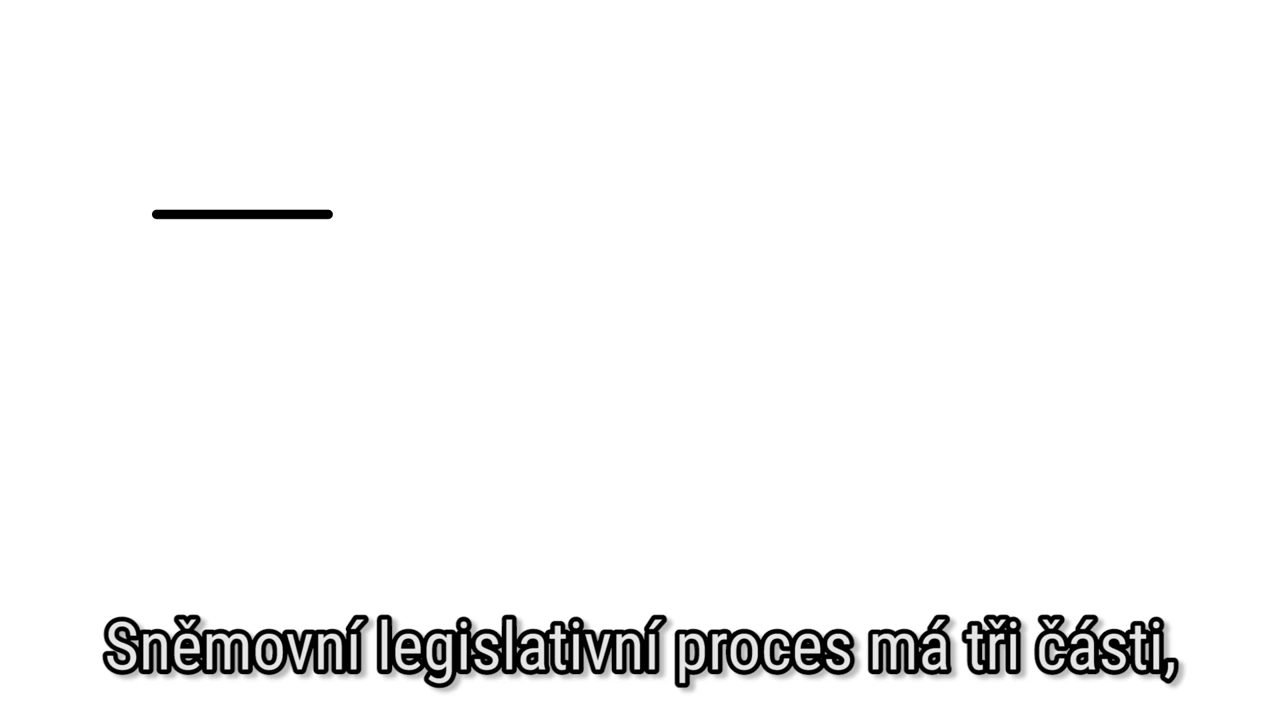 Sněmovní legislativní proces má tři části,